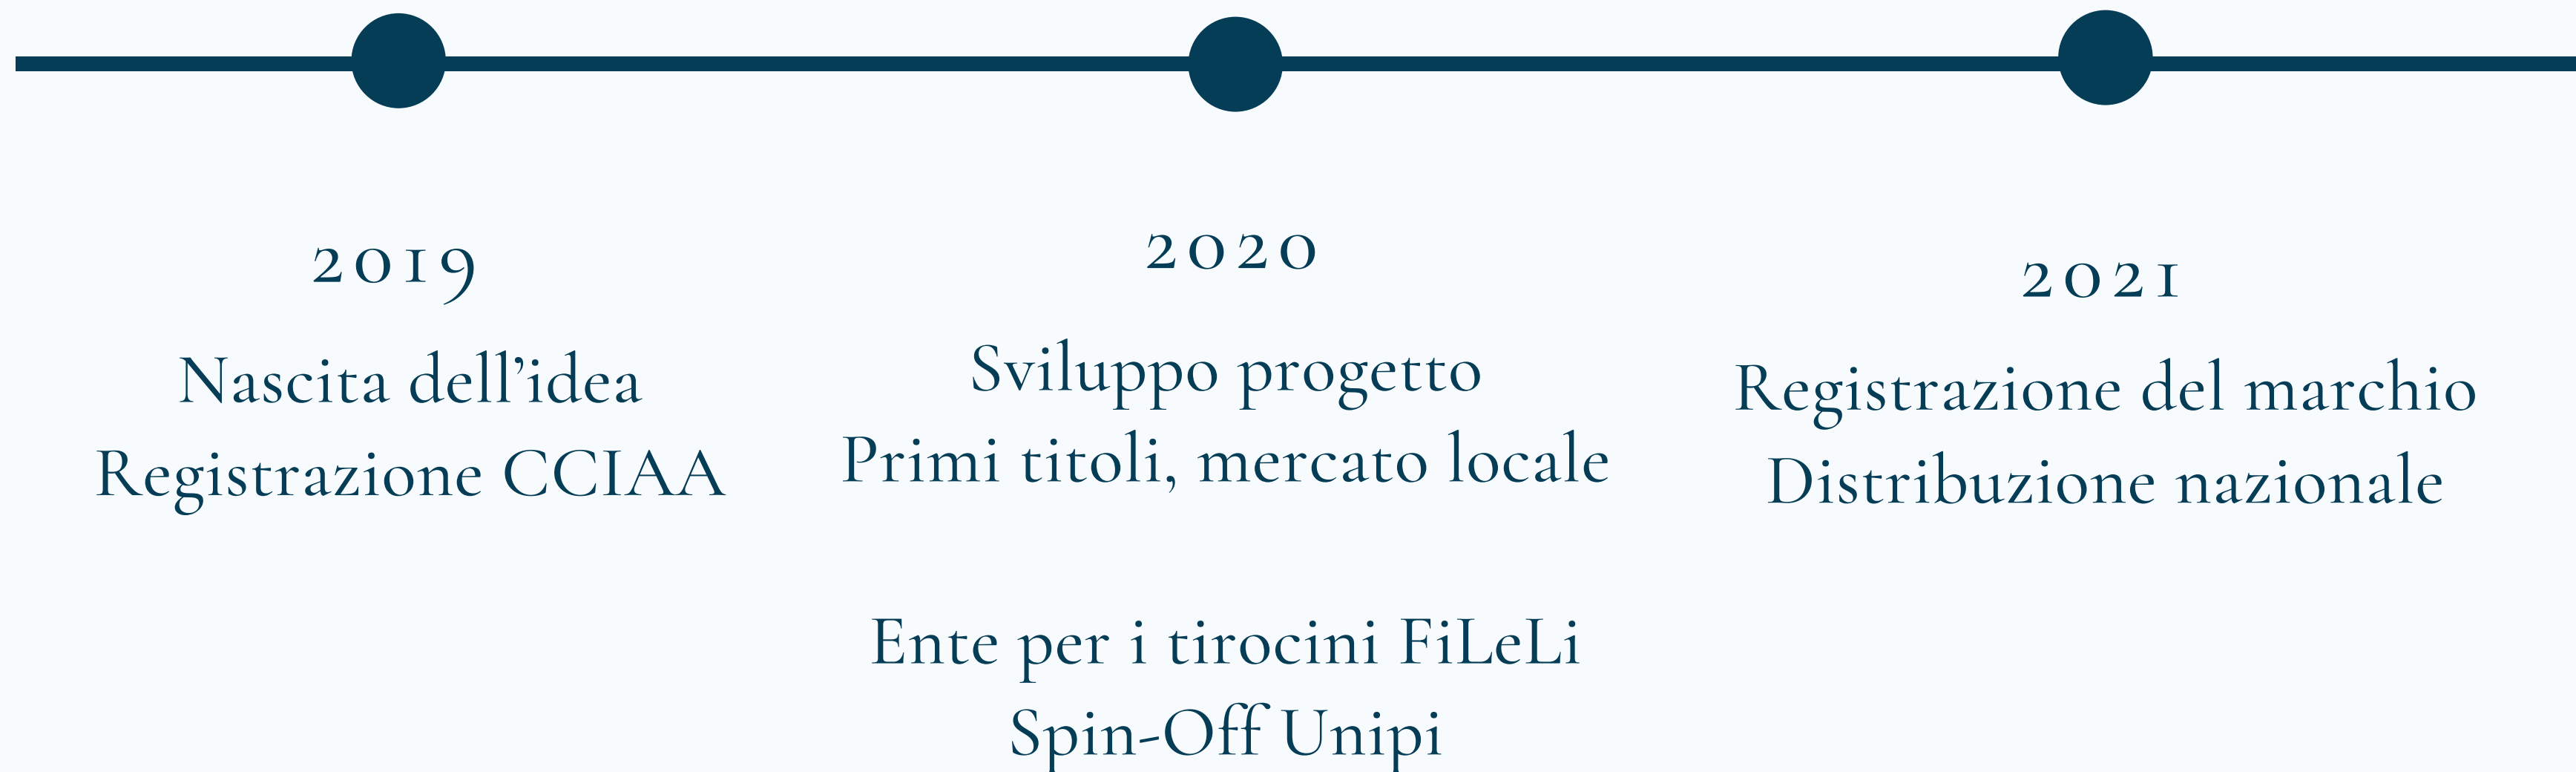 2019
Nascita dell’idea
Registrazione CCIAA
2020
Sviluppo progetto
Primi titoli, mercato locale
Ente per i tirocini FiLeLi
Spin-Off Unipi
2021
Registrazione del marchio
Distribuzione nazionale